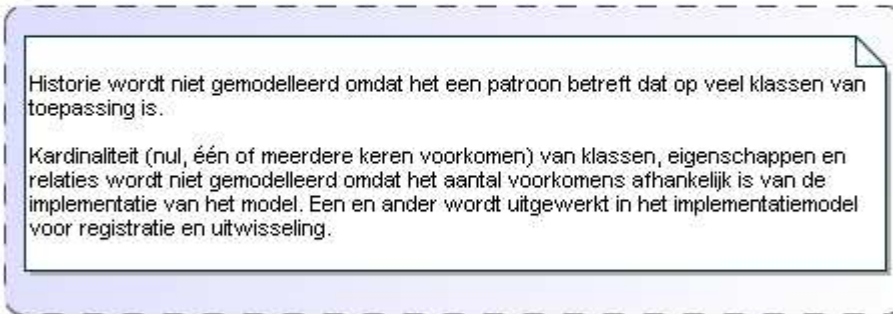 Historie wordt niet gemodelleerd omdat het een patroon betreft dat op veel klassen van
toepassing is.
Kardinaliteit (nul, één of meerdere keren voorkomen) van klassen, eigenschappen en
relaties wordt niet gemodelleerd omdat het aantal voorkomens afhankelijk is van de
implementatie van het model. Een en ander wordt uitgewerkt in het implementatiemodel
voor registratie en uitwisseling.